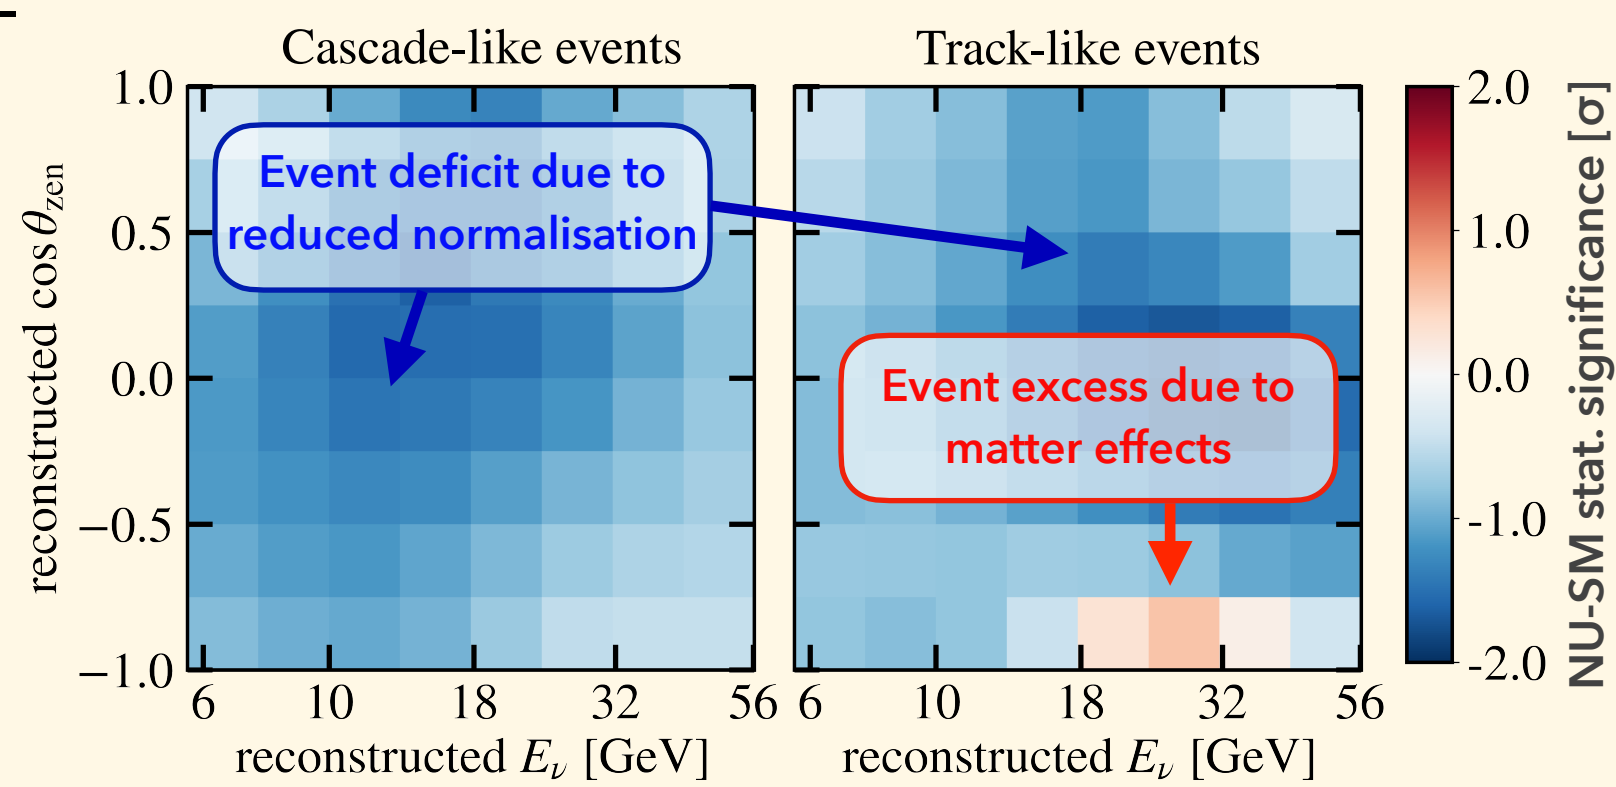 Cascade-like events
Track-like events
reconstructed cos θzen
1.0
0.5
0.0
−0.5
−1.0
Event deficit due to
reduced normalisation
Event excess due to
matter effects
6 10 18 32 56
6 10 18 32 56
reconstructed Eν [GeV]
reconstructed Eν [GeV]
2.0
1.0
0.0
-1.0
-2.0
NU-SM stat. significance [σ]